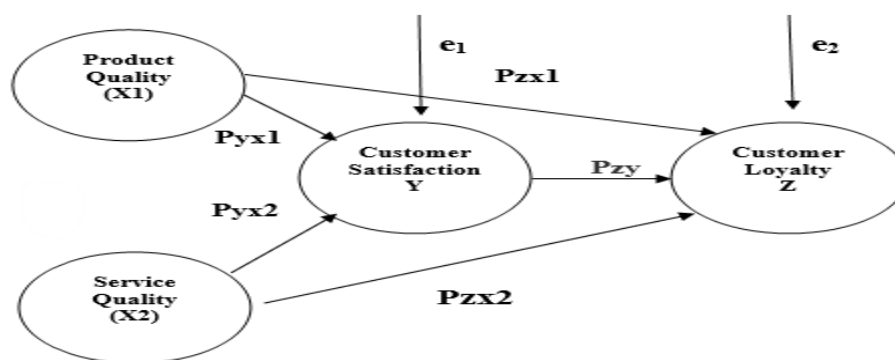 e1
e2
Product
Quality
(X1)
Pzx1
Pyx1
Customer
Satisfaction
Y
Pzy
Customer
Loyalty
Z
Pyx2
Service
Quality
(X2)
Pzx2